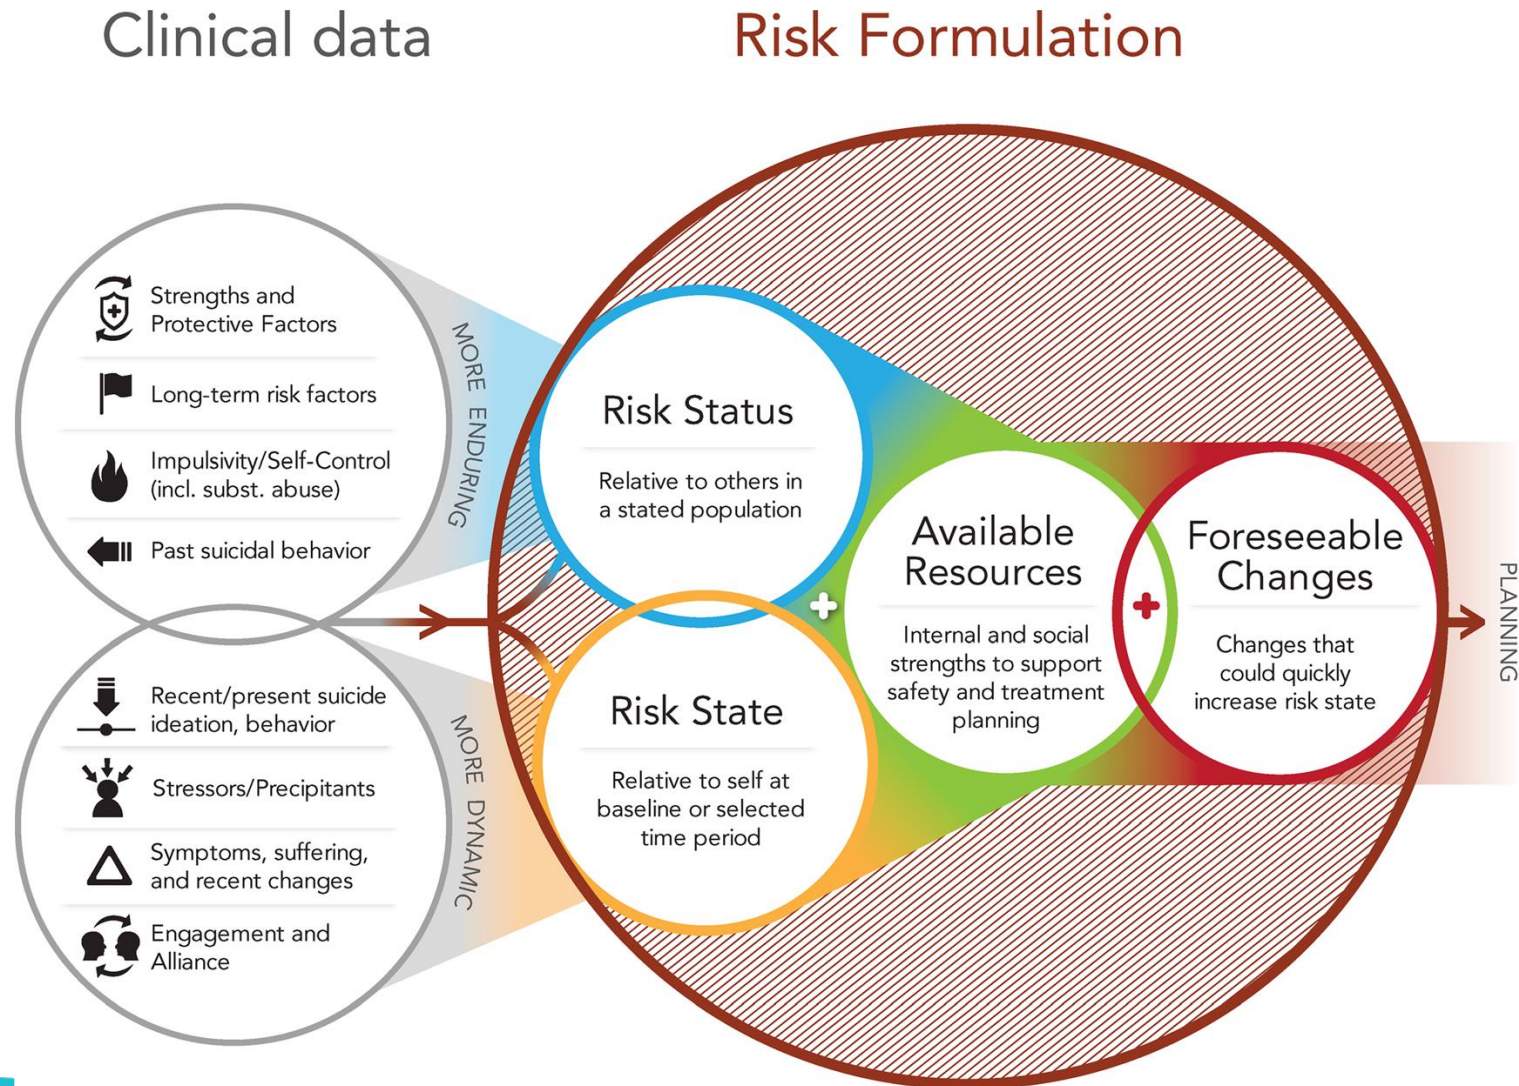 Clinical data
Risk Formulation
Strengths and
Protective Factors
Long-term risk factors
Impulsivity/Self-Control
(incl. subst. abuse)
Past suicidal behavior
MORE ENDURING
Recent/present suicide
ideation, behavior
Stressors/Precipitants
Symptoms, suffering,
and recent changes
Engagement and
Alliance
MORE DYNAMIC
Risk Status
Relative to others in
a stated population
Risk State
Relative to self at
baseline or selected
time period
Available
Resources
Internal and social
strengths to support
safety and treatment
planning
Foreseeable
Changes
Changes that
could quickly
increase risk state
PLANNING